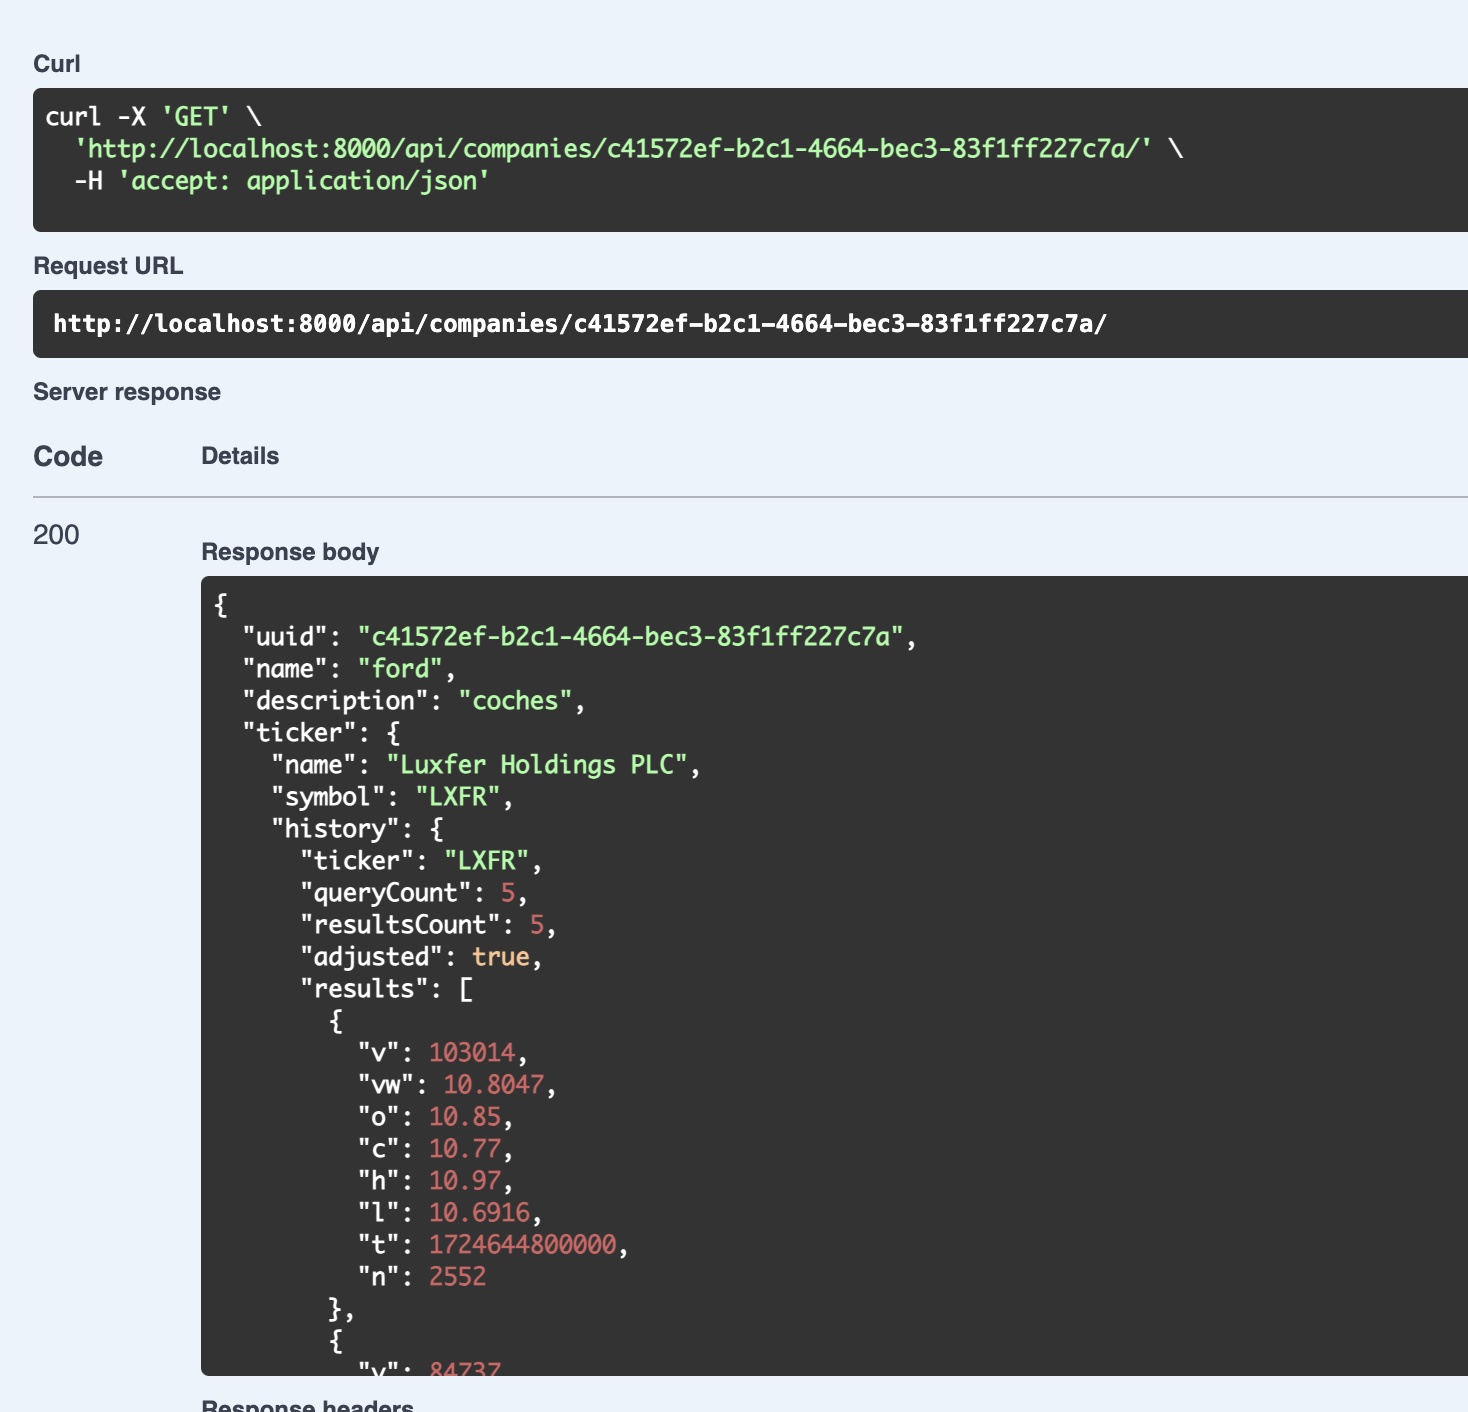 Curl
curl -X 'GET' \
  'http://localhost:8000/api/companies/c41572ef-b2c1-4664-bec3-83f1ff227c7a/' \
  -H 'accept: application/json'
Request URL
http://localhost:8000/api/companies/c41572ef-b2c1-4664-bec3-83f1ff227c7a/
Server response
Code Details
200
Response body
{
  "uuid": "c41572ef-b2c1-4664-bec3-83f1ff227c7a",
  "name": "ford",
  "description": "coches",
  "ticker": {
    "name": "Luxfer Holdings PLC",
    "symbol": "LXFR",
    "history": {
      "ticker": "LXFR",
      "queryCount": 5,
      "resultsCount": 5,
      "adjusted": true,
      "results": [
        {
          "v": 103014,
          "vw": 10.8047,
          "o": 10.85,
          "c": 10.77,
          "h": 10.97,
          "l": 10.6916,
          "t": 1724644800000,
          "n": 2552
        },
        {
          "v": 84737
Response headers